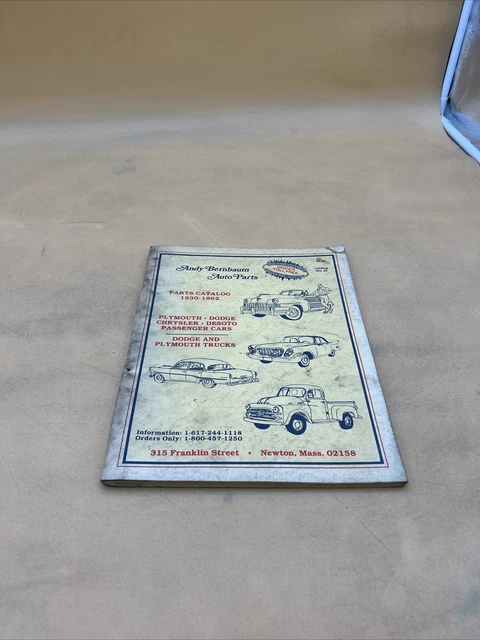 Andy Bernbaum
Auto Parts
PARTS CATALOG
1930-1962
PLYMOUTH · DODGE
CHRYSLER · DESOTO
PASSENGER CARS
DODGE AND
PLYMOUTH TRUCKS
Information: 1-617-244-1118
Orders Only: 1-800-457-1250
315 Franklin Street • Newton, Mass. 02158